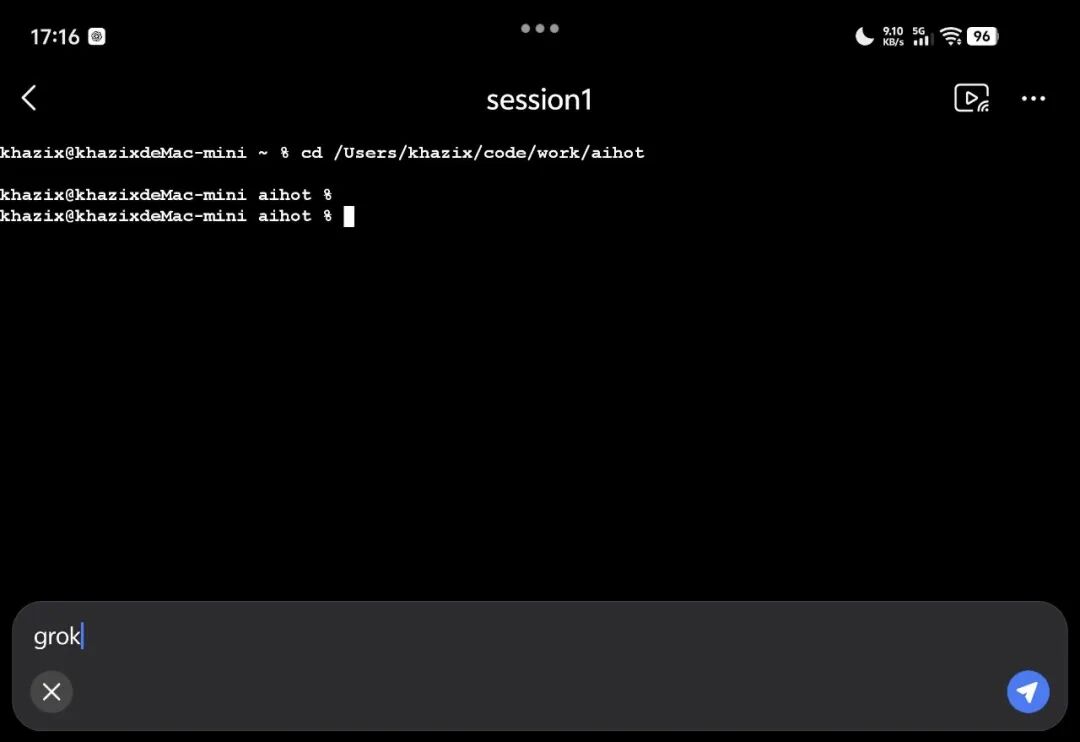 17:16
9.10 KB/s 5G 96
session1
khazix@khazixdeMac-mini ~ % cd /Users/khazix/code/work/aihot
khazix@khazixdeMac-mini aihot %
khazix@khazixdeMac-mini aihot %
grok